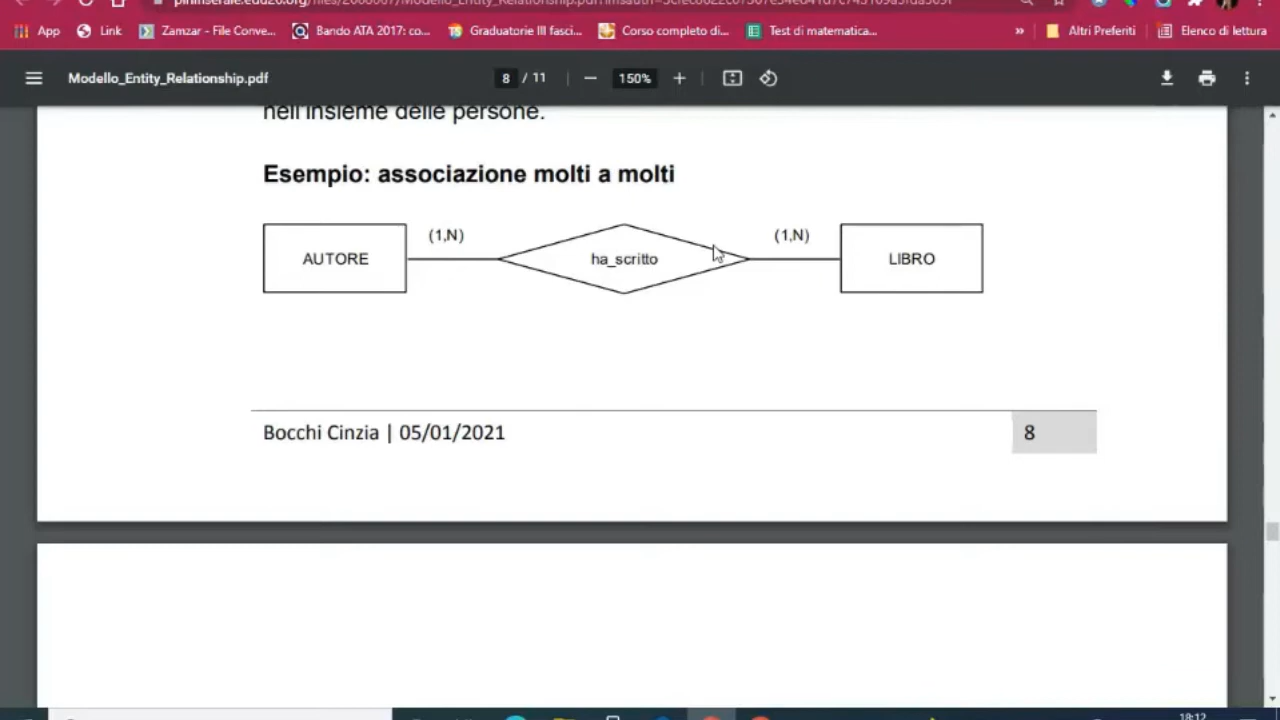 App Link Zamzar - File Conve... Bando ATA 2017: co... Graduatorie III fasci... Corso completo di... Test di matematica... » Altri Preferiti Elenco di lettura
Modello_Entity_Relationship.pdf 8 / 11 150%
nell'insieme delle persone.
Esempio: associazione molti a molti
AUTORE (1,N) ha_scritto (1,N) LIBRO
Bocchi Cinzia | 05/01/2021 8
18:12